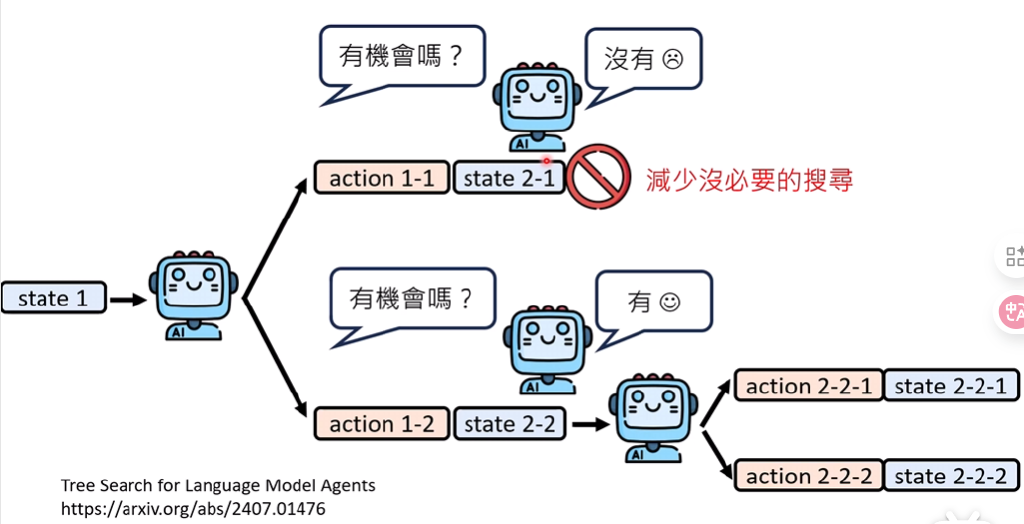 有機會嗎？
沒有 ☹
AI
action 1-1
state 2-1
減少沒必要的搜尋
state 1
AI
有機會嗎？
有 ☺
AI
action 1-2
state 2-2
AI
action 2-2-1
state 2-2-1
action 2-2-2
state 2-2-2
Tree Search for Language Model Agents
https://arxiv.org/abs/2407.01476
中A